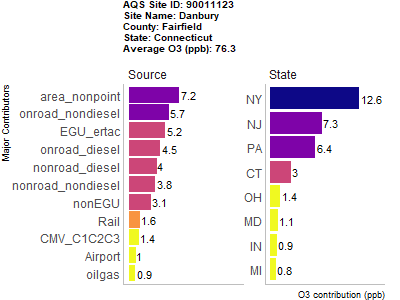 AQS Site ID: 90011123
Site Name: Danbury
County: Fairfield
State: Connecticut
Average O3 (ppb): 76.3
Major Contributors
Source
area_nonpoint 7.2
onroad_nondiesel 5.7
EGU_ertac 5.2
onroad_diesel 4.5
nonroad_diesel 4
nonroad_nondiesel 3.8
nonEGU 3.1
Rail 1.6
CMV_C1C2C3 1.4
Airport 1
oilgas 0.9
State
NY 12.6
NJ 7.3
PA 6.4
CT 3
OH 1.4
MD 1.1
IN 0.9
MI 0.8
O3 contribution (ppb)